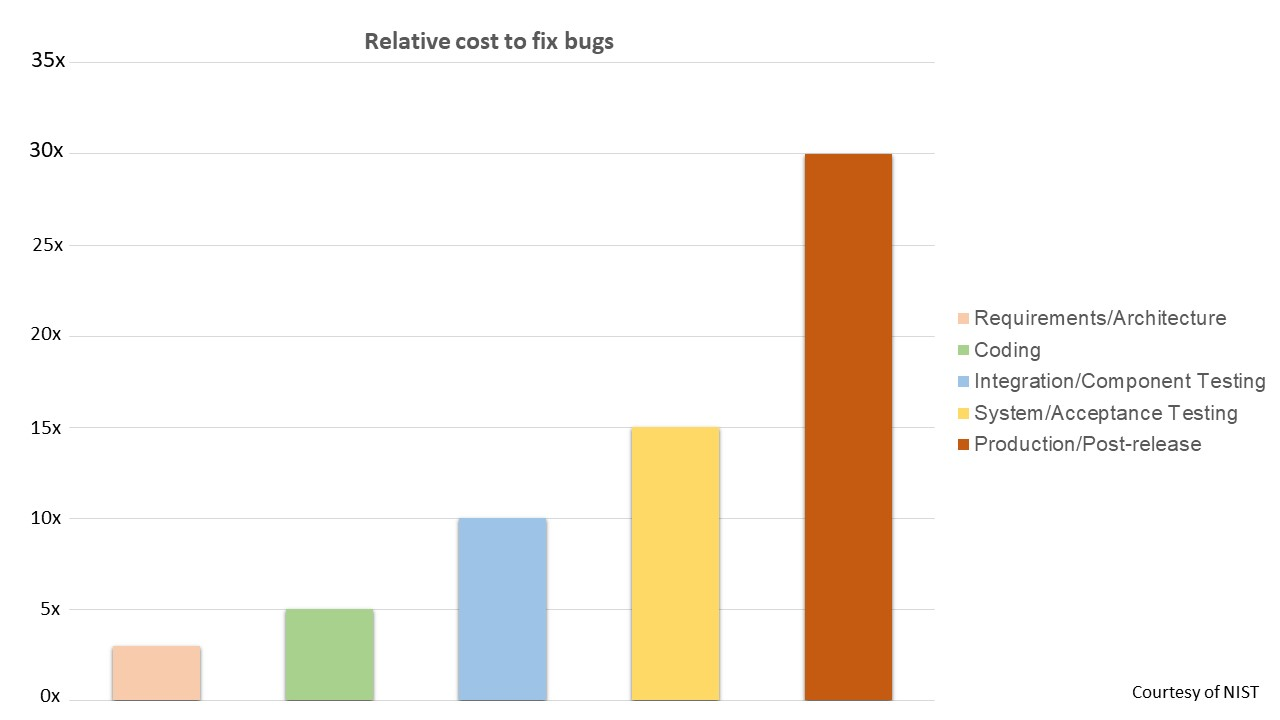 Relative cost to fix bugs
35x
30x
25x
20x
15x
10x
5x
0x
Requirements/Architecture
Coding
Integration/Component Testing
System/Acceptance Testing
Production/Post-release
Courtesy of NIST